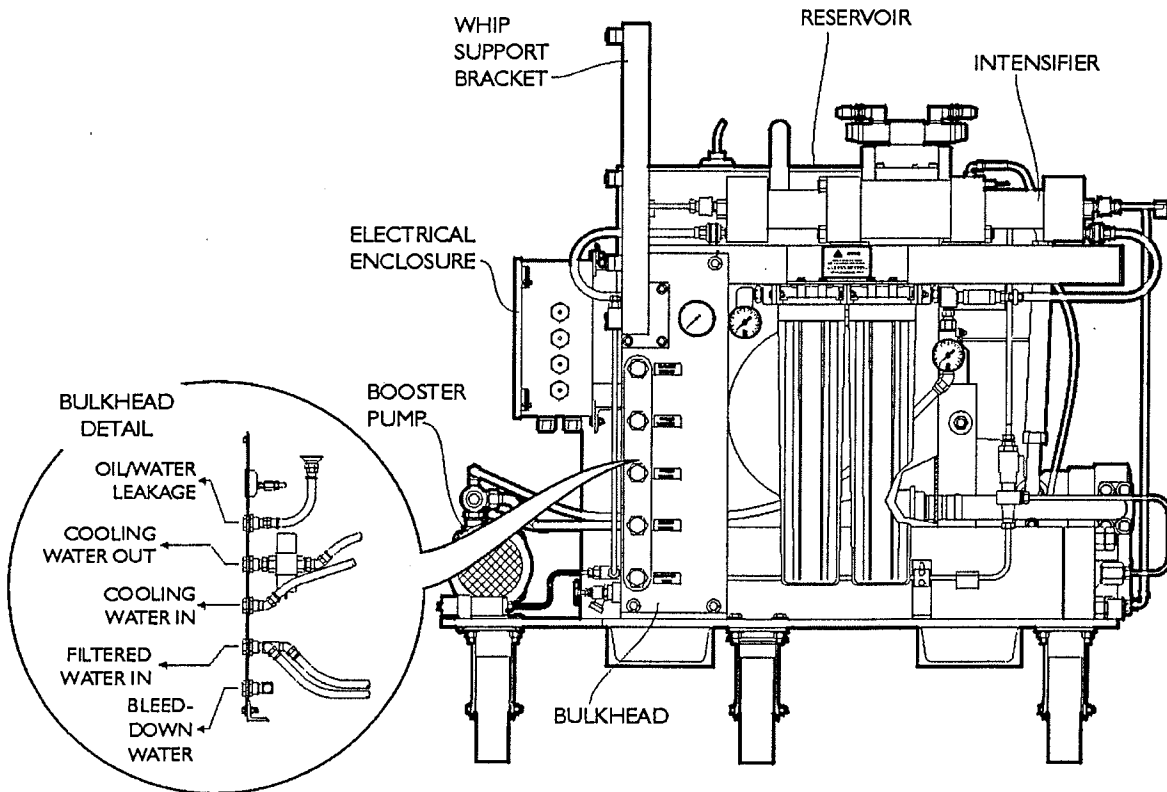 WHIP
SUPPORT
BRACKET
RESERVOIR
INTENSIFIER
ELECTRICAL
ENCLOSURE
BOOSTER
PUMP
BULKHEAD
DETAIL
OIL/WATER
LEAKAGE
COOLING
WATER OUT
COOLING
WATER IN
FILTERED
WATER IN
BLEED-
DOWN
WATER
BULKHEAD